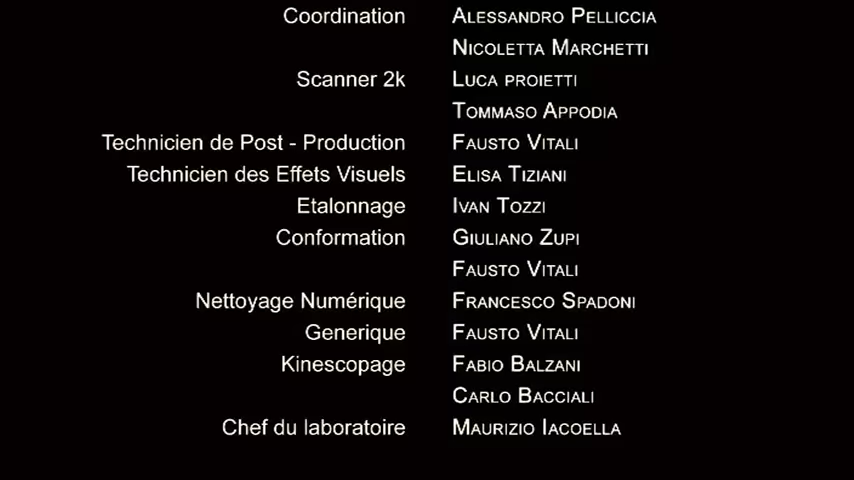 Coordination Alessandro Pelliccia
Nicoletta Marchetti
Scanner 2k Luca proietti
Tommaso Appodia
Technicien de Post - Production Fausto Vitali
Technicien des Effets Visuels Elisa Tiziani
Etalonnage Ivan Tozzi
Conformation Giuliano Zupi
Fausto Vitali
Nettoyage Numérique Francesco Spadoni
Generique Fausto Vitali
Kinescopage Fabio Balzani
Carlo Bacciali
Chef du laboratoire Maurizio Iacoella